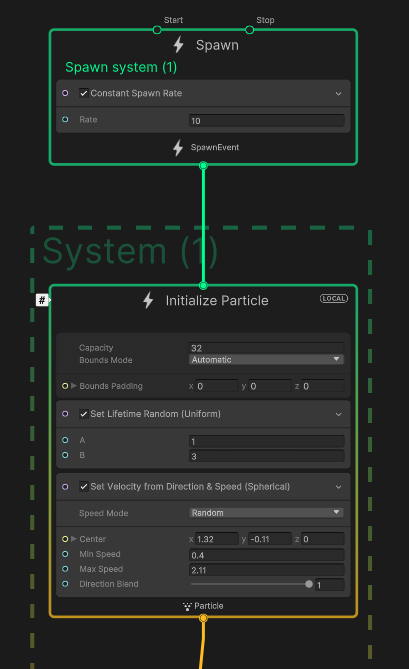 Start Stop
Spawn
Spawn system (1)
Constant Spawn Rate
Rate 10
SpawnEvent
System (1)
# Initialize Particle LOCAL
Capacity 32
Bounds Mode Automatic
Bounds Padding x 0 y 0 z 0
Set Lifetime Random (Uniform)
A 1
B 3
Set Velocity from Direction & Speed (Spherical)
Speed Mode Random
Center x 1.32 y -0.11 z 0
Min Speed 0.4
Max Speed 2.11
Direction Blend 1
Particle